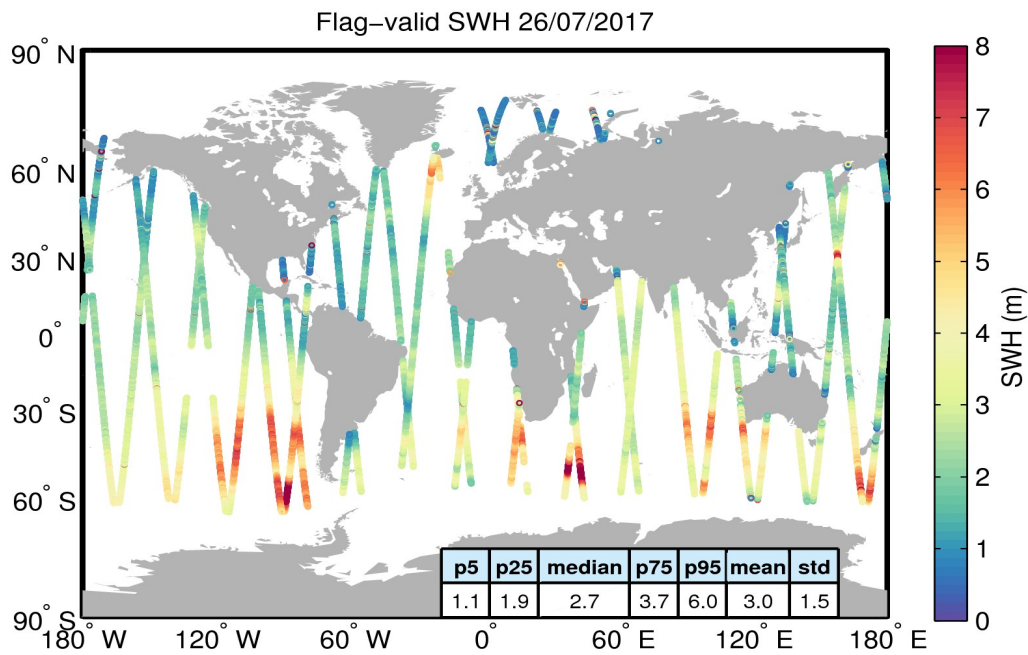 Flag−valid SWH 26/07/2017
90° N
60° N
30° N
0°
30° S
60° S
90° S
180° W
120° W
60° W
0°
60° E
120° E
180° E
p5 p25 median p75 p95 mean std
1.1 1.9 2.7 3.7 6.0 3.0 1.5
8
7
6
5
4
3
2
1
0
SWH (m)